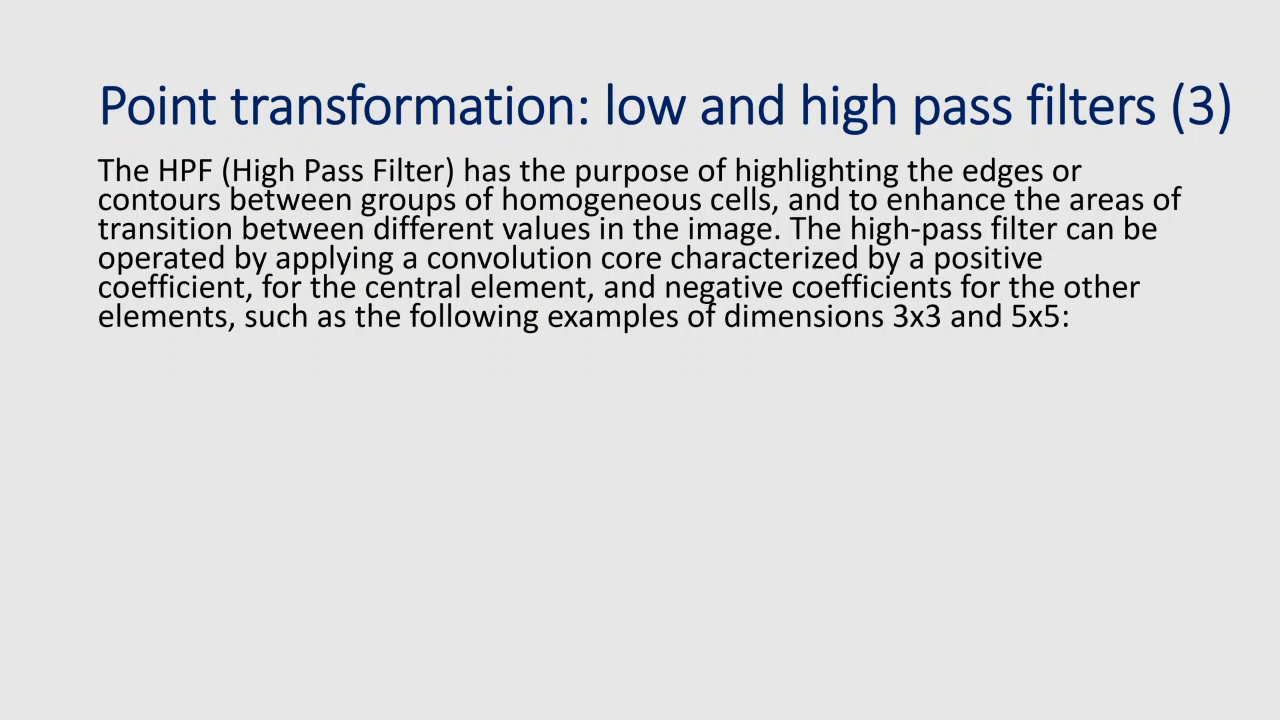 Point transformation: low and high pass filters (3)
The HPF (High Pass Filter) has the purpose of highlighting the edges or
contours between groups of homogeneous cells, and to enhance the areas of
transition between different values in the image. The high-pass filter can be
operated by applying a convolution core characterized by a positive
coefficient, for the central element, and negative coefficients for the other
elements, such as the following examples of dimensions 3x3 and 5x5: